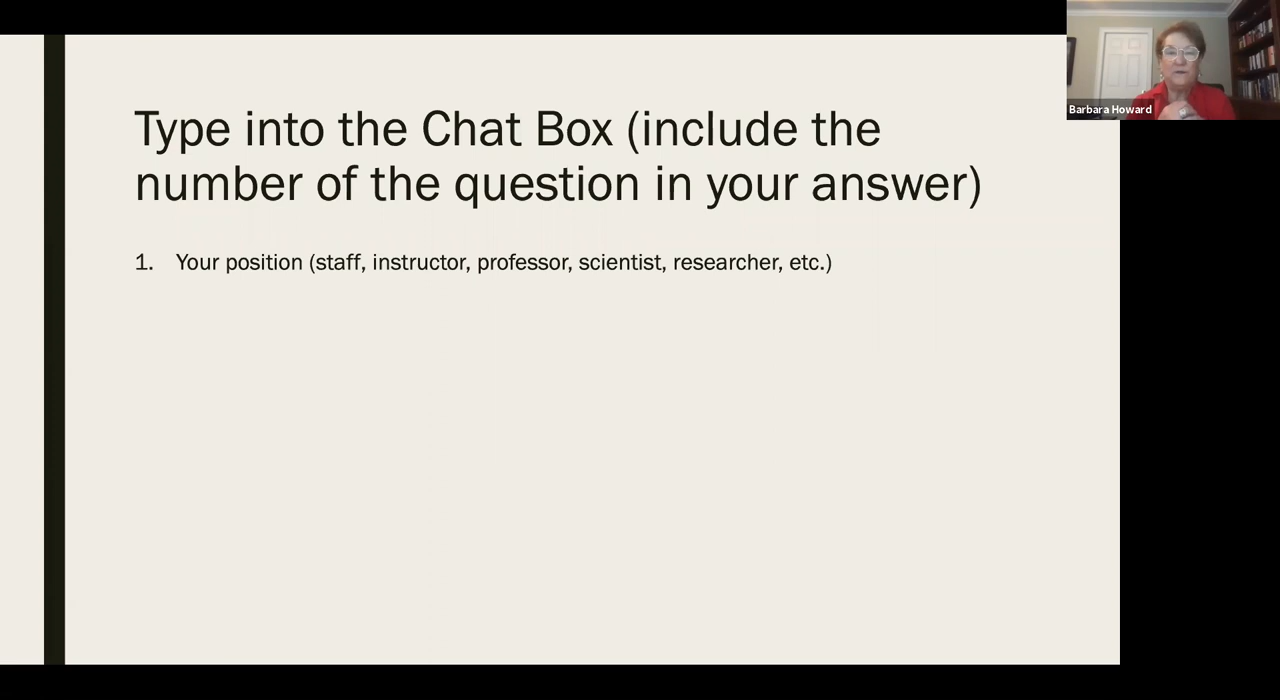 Type into the Chat Box (include the
number of the question in your answer)
1. Your position (staff, instructor, professor, scientist, researcher, etc.)
Barbara Howard